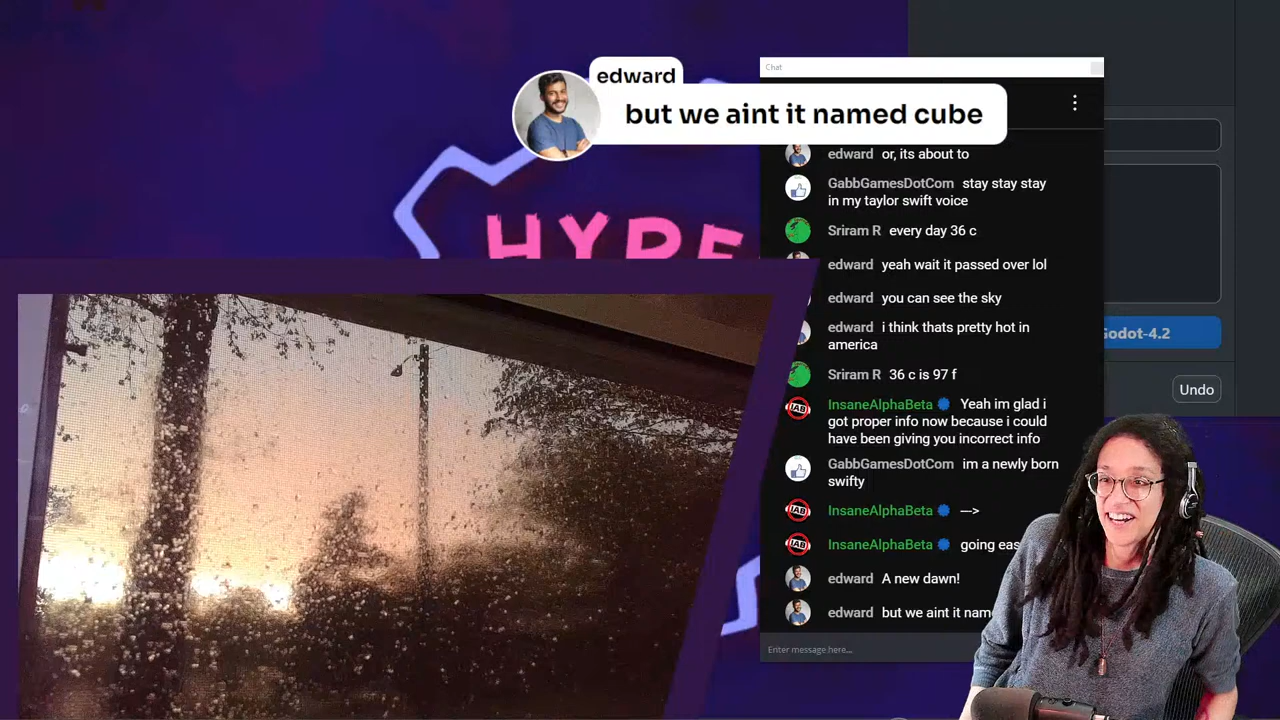 edward
but we aint it named cube
Chat
edward or, its about to
GabbGamesDotCom stay stay stay
in my taylor swift voice
Sriram R every day 36 c
edward yeah wait it passed over lol
edward you can see the sky
edward i think thats pretty hot in
america
Sriram R 36 c is 97 f
InsaneAlphaBeta Yeah im glad i
got proper info now because i could
have been giving you incorrect info
GabbGamesDotCom im a newly born
swifty
InsaneAlphaBeta --->
InsaneAlphaBeta going eas
edward A new dawn!
edward but we aint it nam
Enter message here...
HYPE
Godot-4.2
Undo
IAB
IAB
IAB